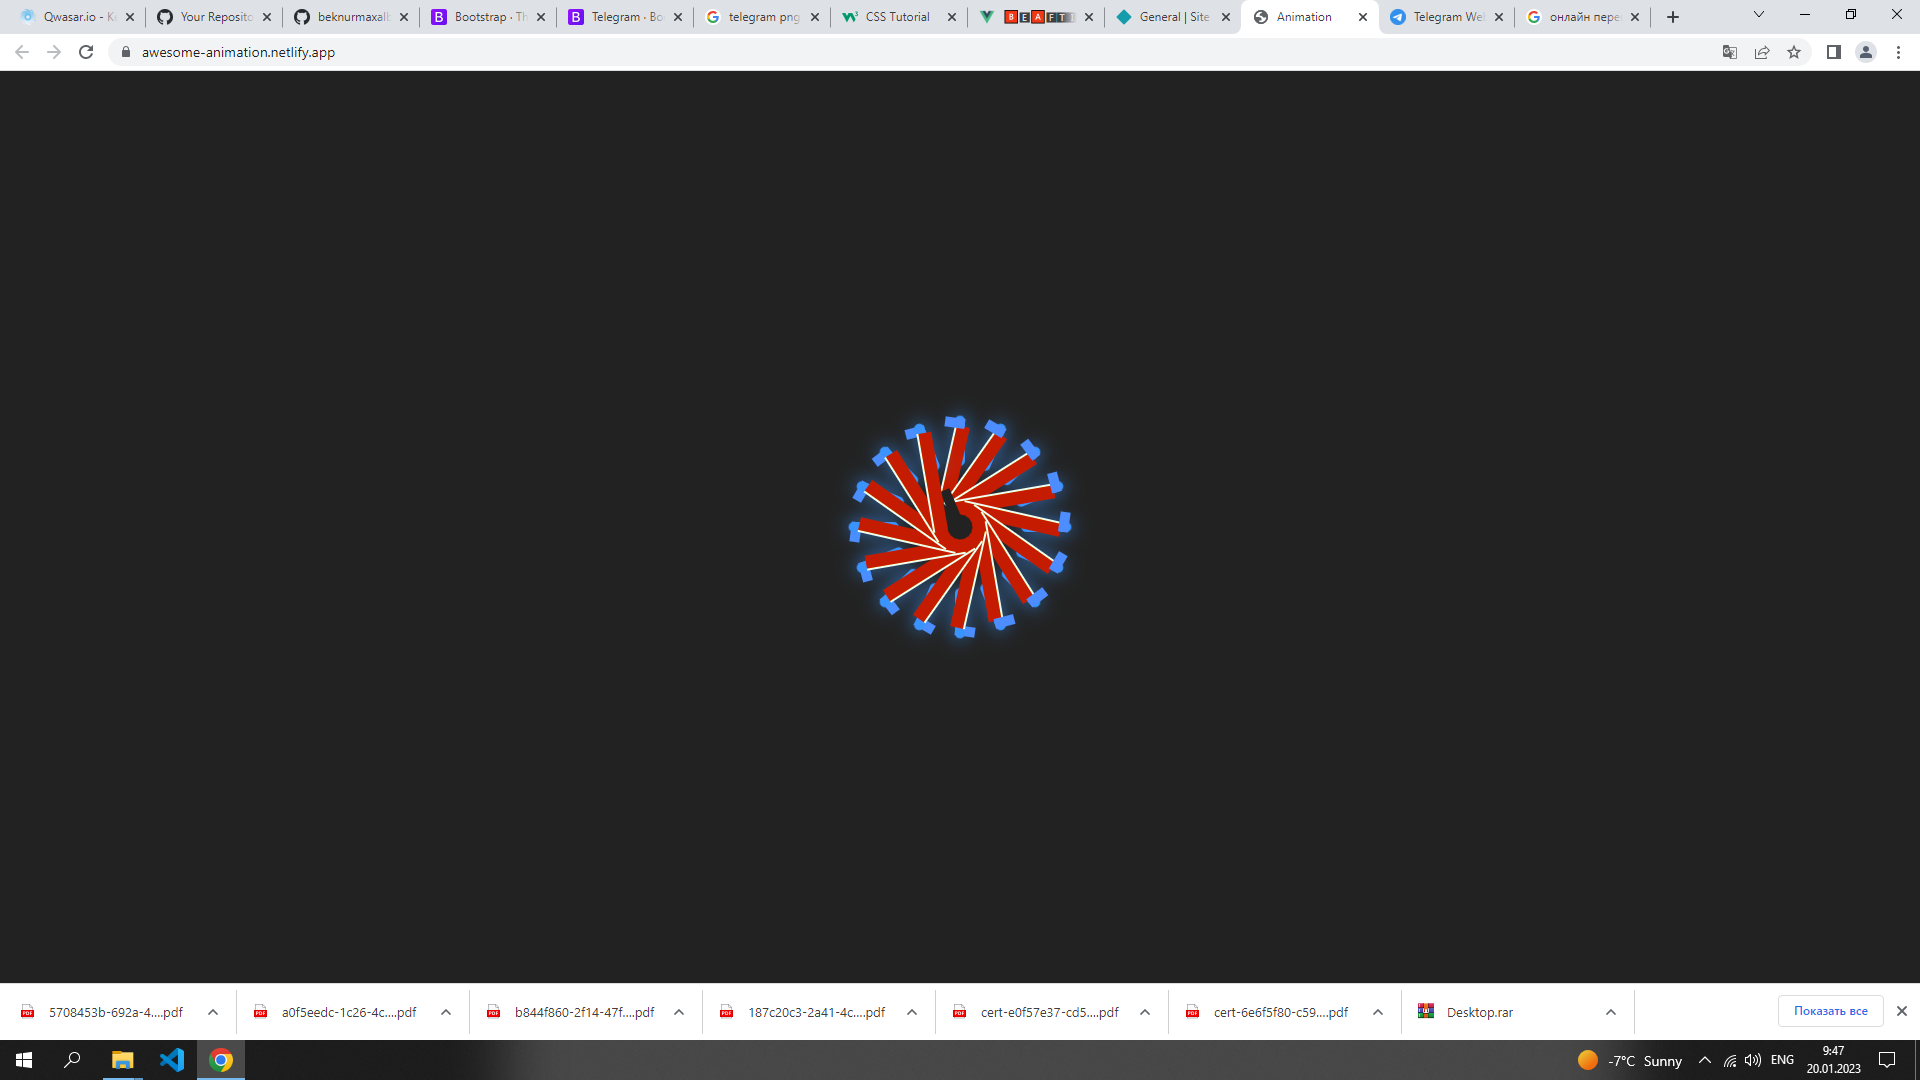 Qwasar.io - K
Your Reposito
beknurmaxalb
Bootstrap · Th
Telegram · Bo
telegram png
CSS Tutorial
B E A F T
General | Site
Animation
Telegram Web
онлайн пере
awesome-animation.netlify.app
5708453b-692a-4....pdf
a0f5eedc-1c26-4c....pdf
b844f860-2f14-47f....pdf
187c20c3-2a41-4c....pdf
cert-e0f57e37-cd5....pdf
cert-6e6f5f80-c59....pdf
Desktop.rar
Показать все
-7°C Sunny
ENG
9:47
20.01.2023